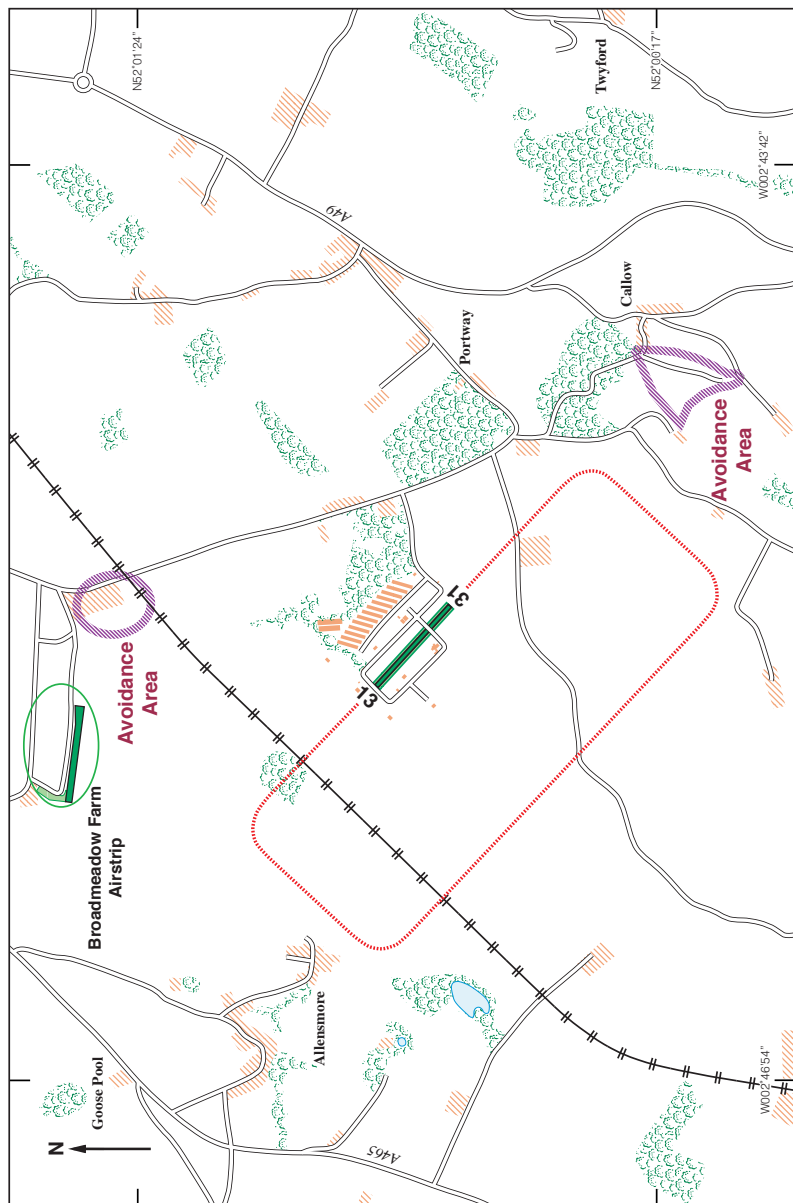 N
Goose Pool
Allensmore
A465
W002°46'54"
Broadmeadow Farm
Airstrip
Avoidance
Area
13
31
Portway
A49
N52°01'24"
Twyford
N52°00'17"
W002°43'42"
Callow
Avoidance
Area